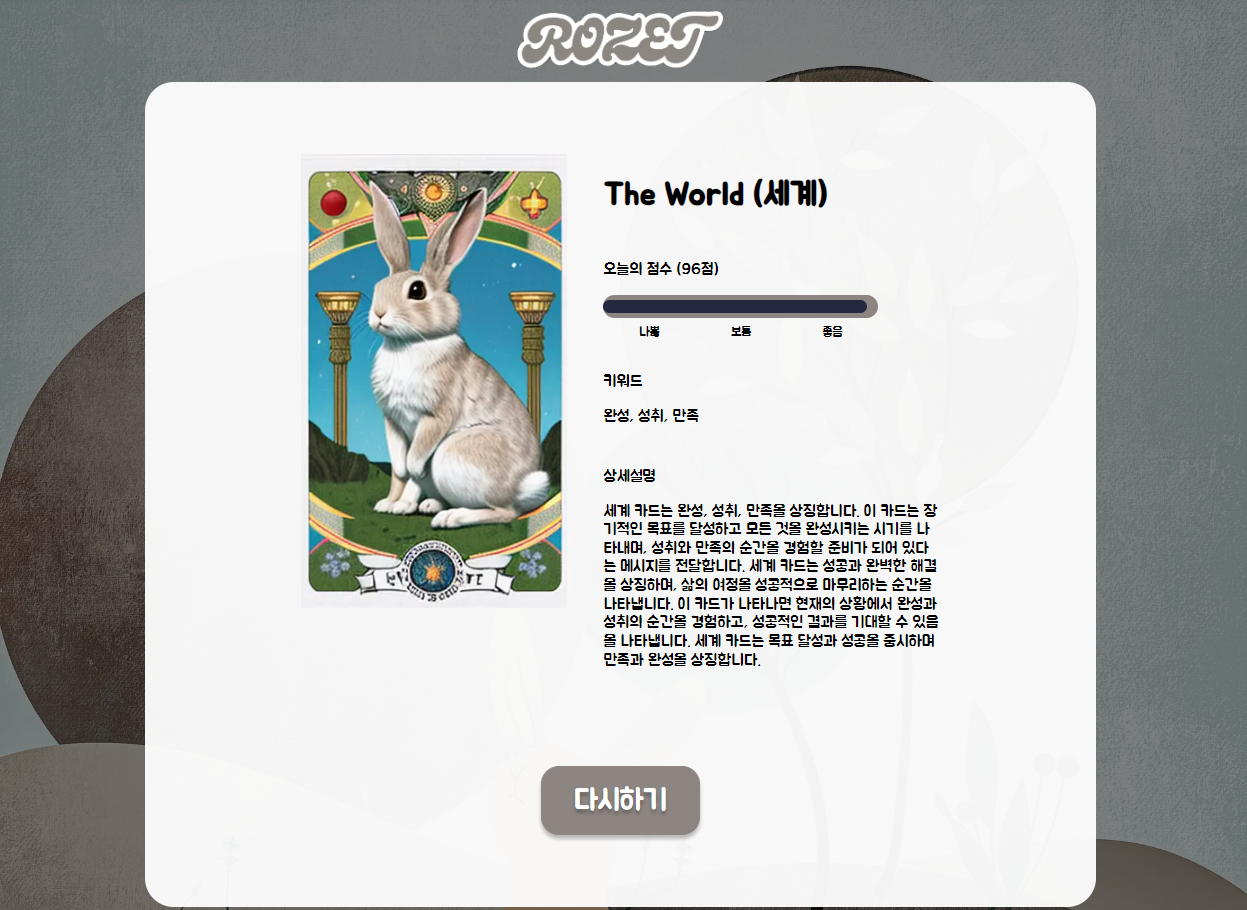 ROZET
The World (세계)
오늘의 점수 (96점)
나쁨 보통 좋음
키워드
완성, 성취, 만족
상세설명
세계 카드는 완성, 성취, 만족을 상징합니다. 이 카드는 장
기적인 목표를 달성하고 모든 것을 완성시키는 시기를 나
타내며, 성취와 만족의 순간을 경험할 준비가 되어 있다
는 메시지를 전달합니다. 세계 카드는 성공과 완벽한 해결
을 상징하며, 삶의 여정을 성공적으로 마무리하는 순간을
나타냅니다. 이 카드가 나타나면 현재의 상황에서 완성과
성취의 순간을 경험하고, 성공적인 결과를 기대할 수 있음
을 나타냅니다. 세계 카드는 목표 달성과 성공을 중시하며
만족과 완성을 상징합니다.
다시하기